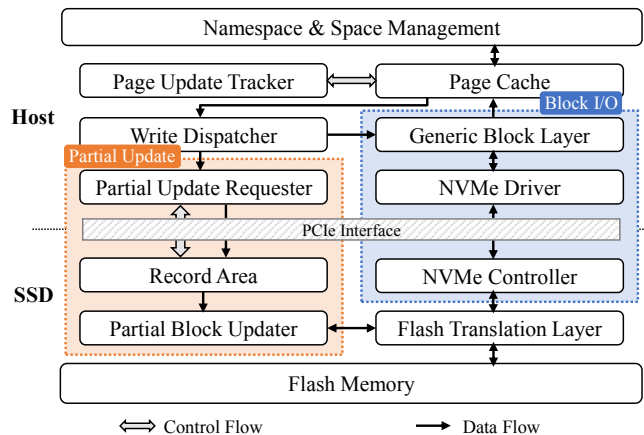 Namespace & Space Management
Page Update Tracker
Page Cache
Host
Block I/O
Write Dispatcher
Generic Block Layer
Partial Update
Partial Update Requester
NVMe Driver
PCIe Interface
Record Area
NVMe Controller
SSD
Partial Block Updater
Flash Translation Layer
Flash Memory
Control Flow
Data Flow